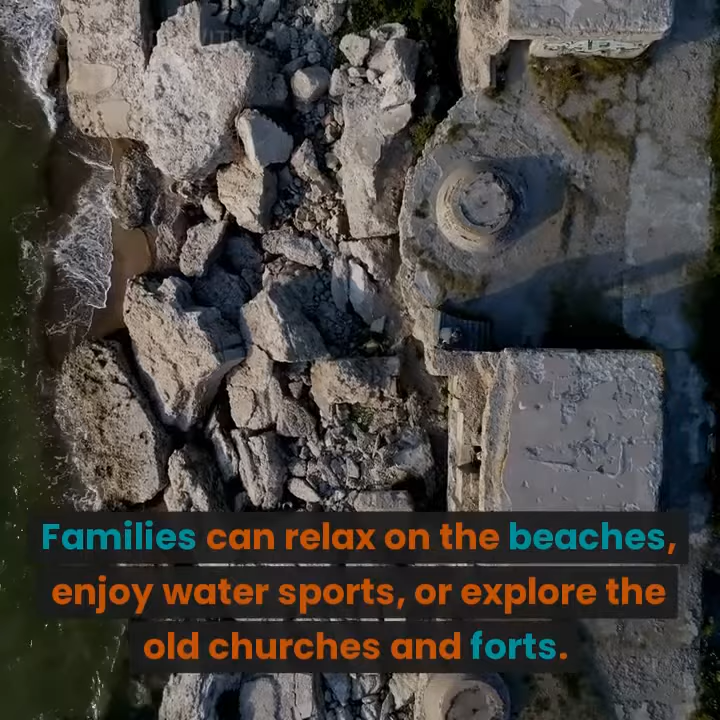 Families can relax on the beaches,
enjoy water sports, or explore the
old churches and forts.